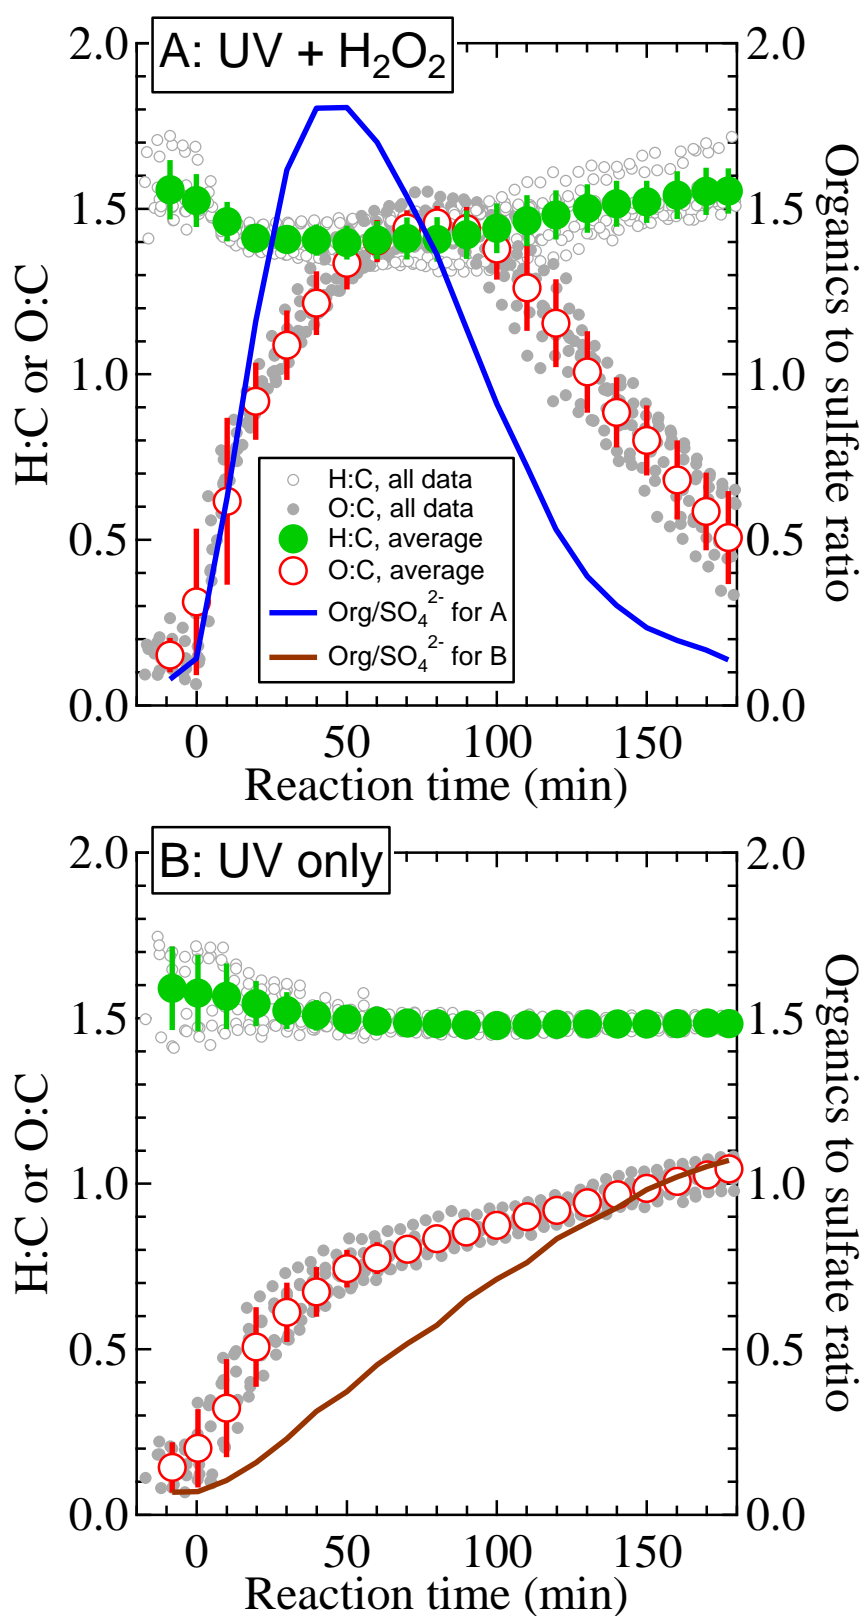 A: UV + H₂O₂
2.0 2.0
1.5 1.5
1.0 1.0
0.5 0.5
0.0 0.0
H:C or O:C
Organics to sulfate ratio
H:C, all data
O:C, all data
H:C, average
O:C, average
Org/SO₄²⁻ for A
Org/SO₄²⁻ for B
0 50 100 150
Reaction time (min)
B: UV only
2.0 2.0
1.5 1.5
1.0 1.0
0.5 0.5
0.0 0.0
H:C or O:C
Organics to sulfate ratio
0 50 100 150
Reaction time (min)